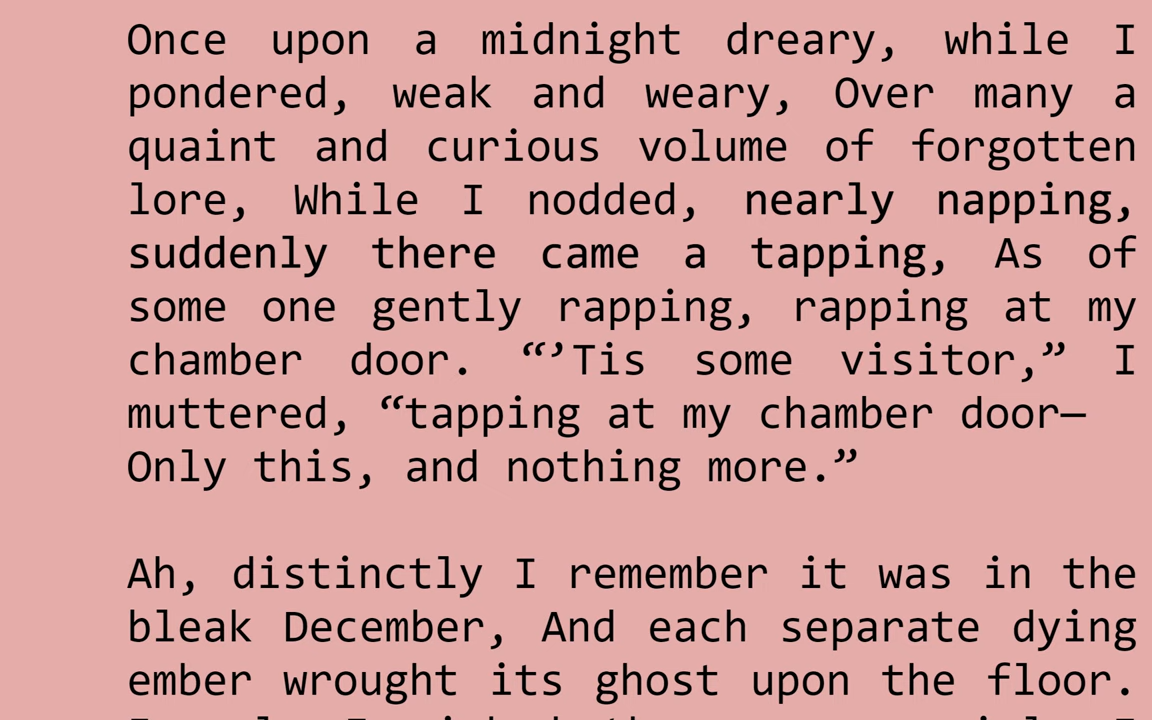 Once upon a midnight dreary, while I
pondered, weak and weary, Over many a
quaint and curious volume of forgotten
lore, While I nodded, nearly napping,
suddenly there came a tapping, As of
some one gently rapping, rapping at my
chamber door. “’Tis some visitor,” I
muttered, “tapping at my chamber door—
Only this, and nothing more.”

Ah, distinctly I remember it was in the
bleak December, And each separate dying
ember wrought its ghost upon the floor.